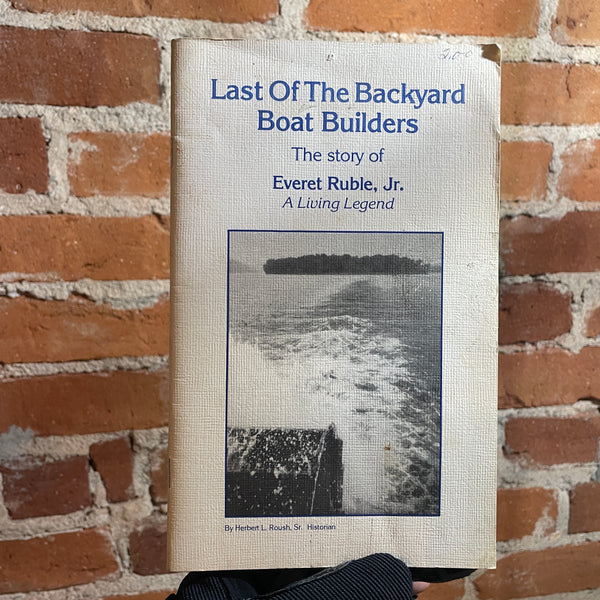 Last Of The Backyard
Boat Builders
The story of
Everet Ruble, Jr.
A Living Legend
By Herbert L. Roush, Sr. Historian